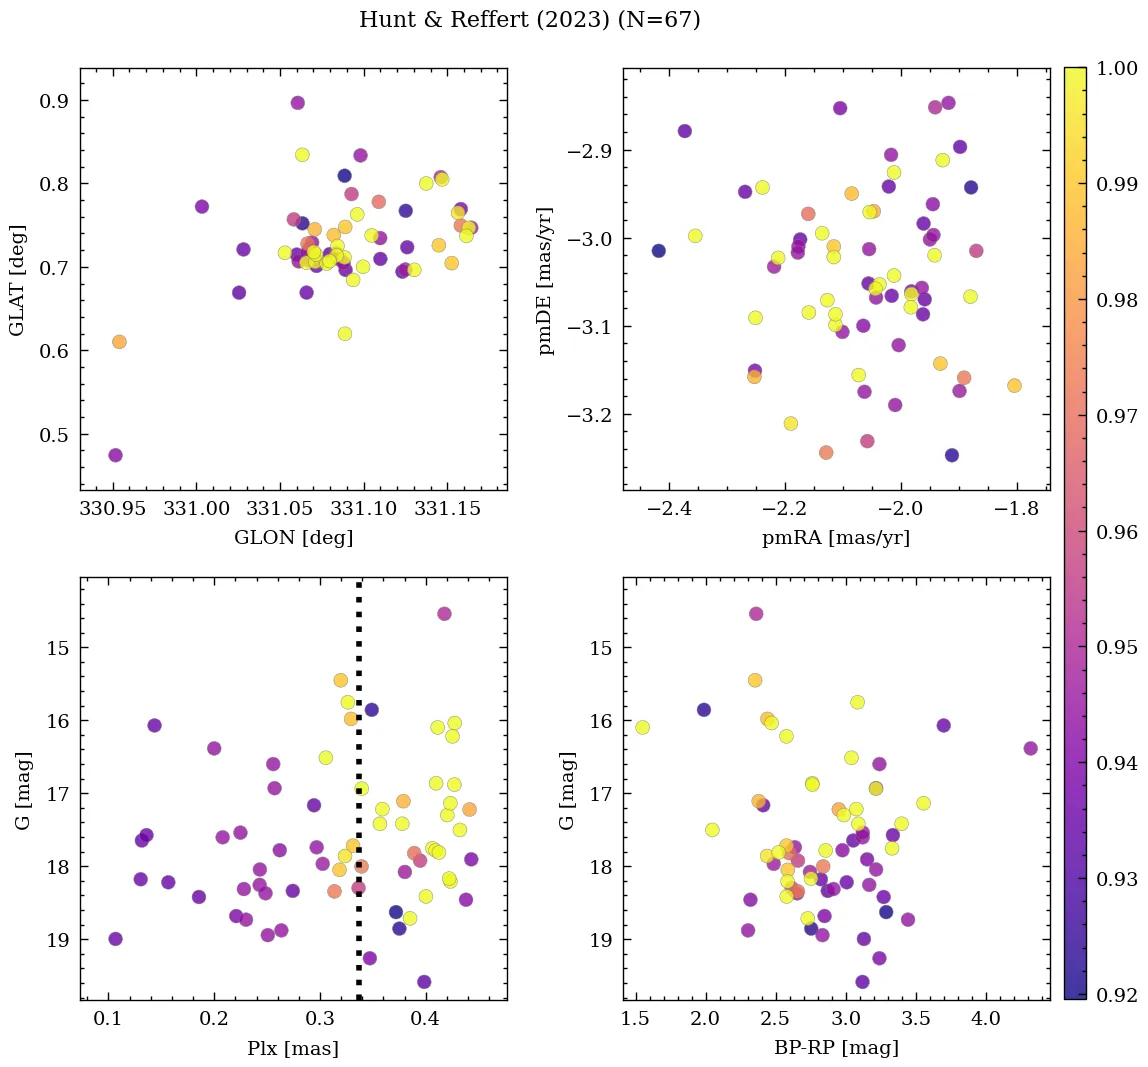 Hunt & Reffert (2023) (N=67)
0.9
0.8
0.7
0.6
0.5
GLAT [deg]
330.95 331.00 331.05 331.10 331.15
GLON [deg]
−2.9
−3.0
−3.1
−3.2
pmDE [mas/yr]
−2.4 −2.2 −2.0 −1.8
pmRA [mas/yr]
15
16
17
18
19
G [mag]
0.1 0.2 0.3 0.4
Plx [mas]
15
16
17
18
19
G [mag]
1.5 2.0 2.5 3.0 3.5 4.0
BP-RP [mag]
1.00
0.99
0.98
0.97
0.96
0.95
0.94
0.93
0.92